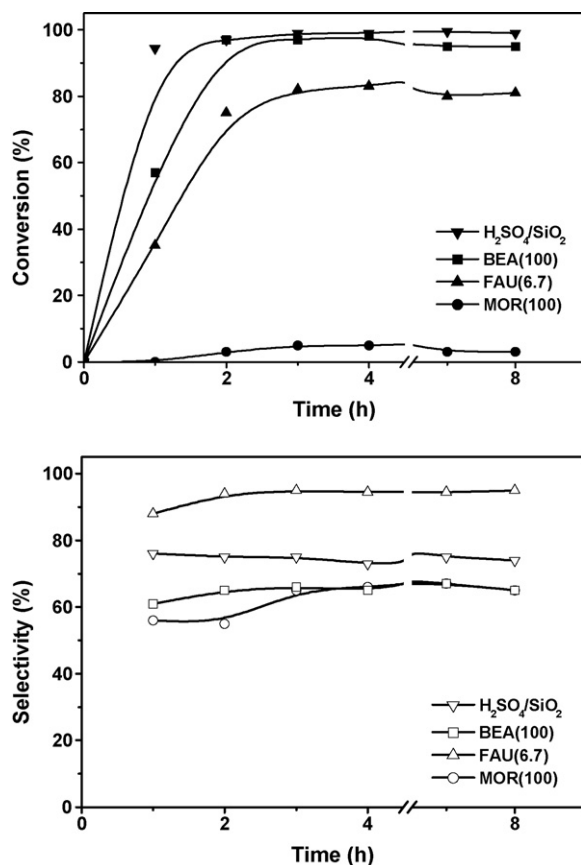 100
80
60
40
20
0
Conversion (%)
H₂SO₄/SiO₂
BEA(100)
FAU(6.7)
MOR(100)
0 2 4 8
Time (h)
100
80
60
40
20
0
Selectivity (%)
H₂SO₄/SiO₂
BEA(100)
FAU(6.7)
MOR(100)
0 2 4 8
Time (h)